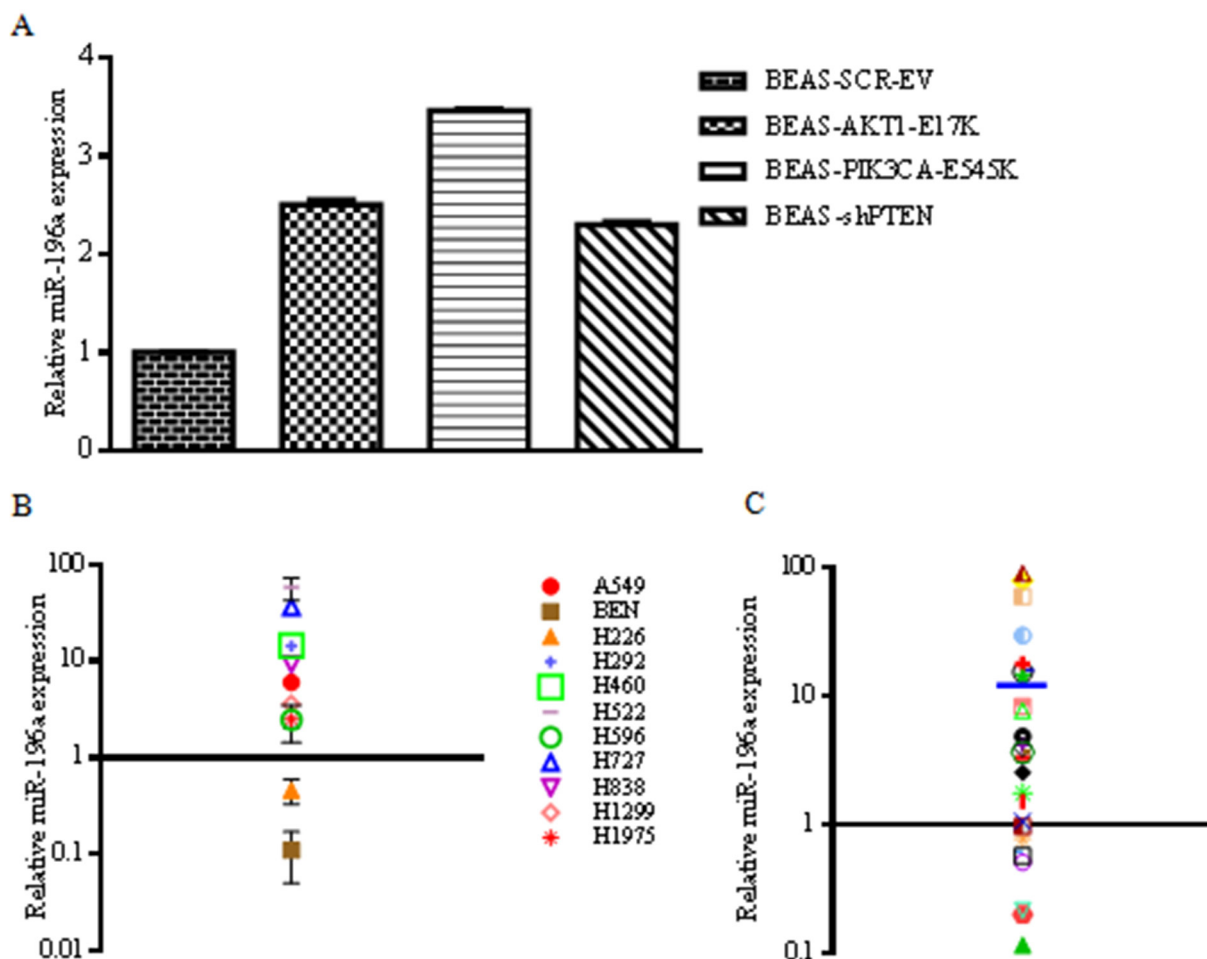 A
Relative miR-196a expression
4
3
2
1
0
BEAS-SCR-EV
BEAS-AKT1-E17K
BEAS-PIK3CA-E545K
BEAS-shPTEN
B
Relative miR-196a expression
100
10
1
0.1
0.01
A549
BEN
H226
H292
H460
H522
H596
H727
H838
H1299
H1975
C
Relative miR-196a expression
100
10
1
0.1